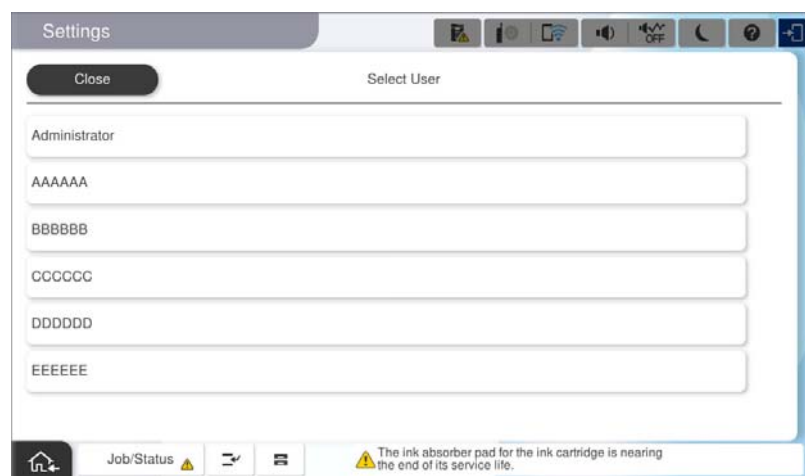 Settings
OFF
Close
Select User
Administrator
AAAAAA
BBBBBB
CCCCCC
DDDDDD
EEEEEE
Job/Status
The ink absorber pad for the ink cartridge is nearing
the end of its service life.